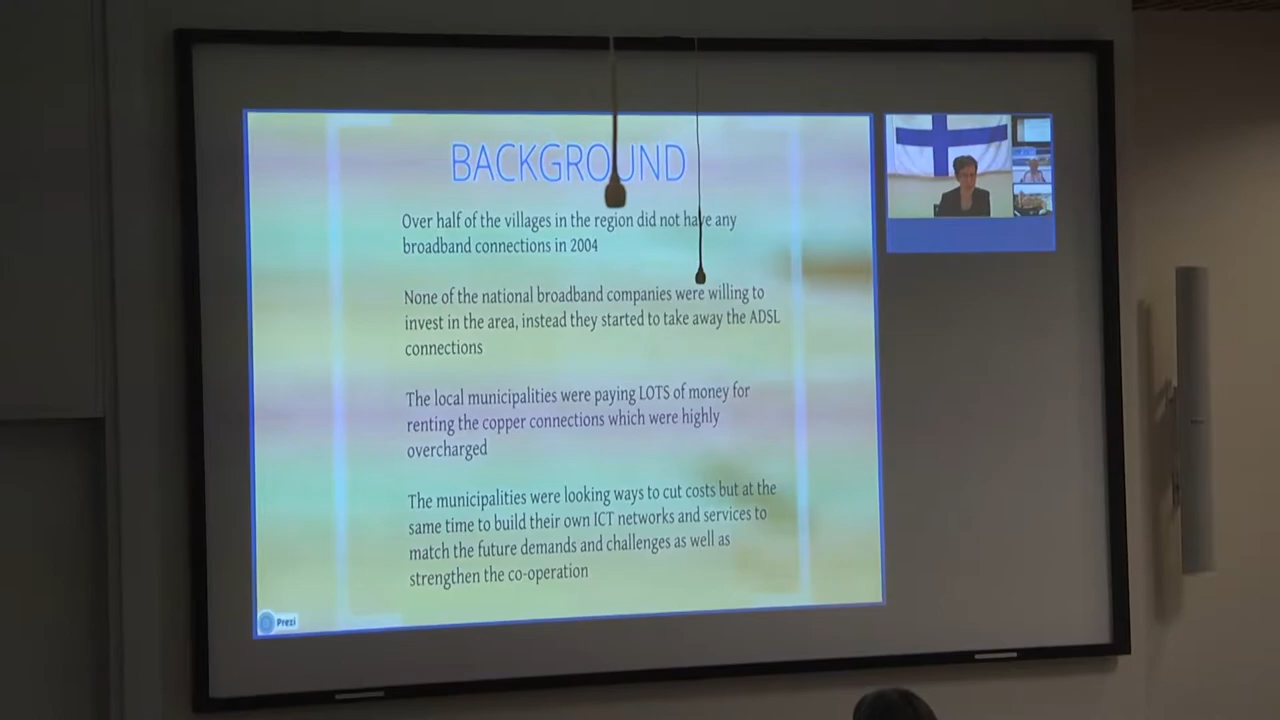 BACKGROUND
Over half of the villages in the region did not have any
broadband connections in 2004
None of the national broadband companies were willing to
invest in the area, instead they started to take away the ADSL
connections
The local municipalities were paying LOTS of money for
renting the copper connections which were highly
overcharged
The municipalities were looking ways to cut costs but at the
same time to build their own ICT networks and services to
match the future demands and challenges as well as
strengthen the co-operation
Prezi